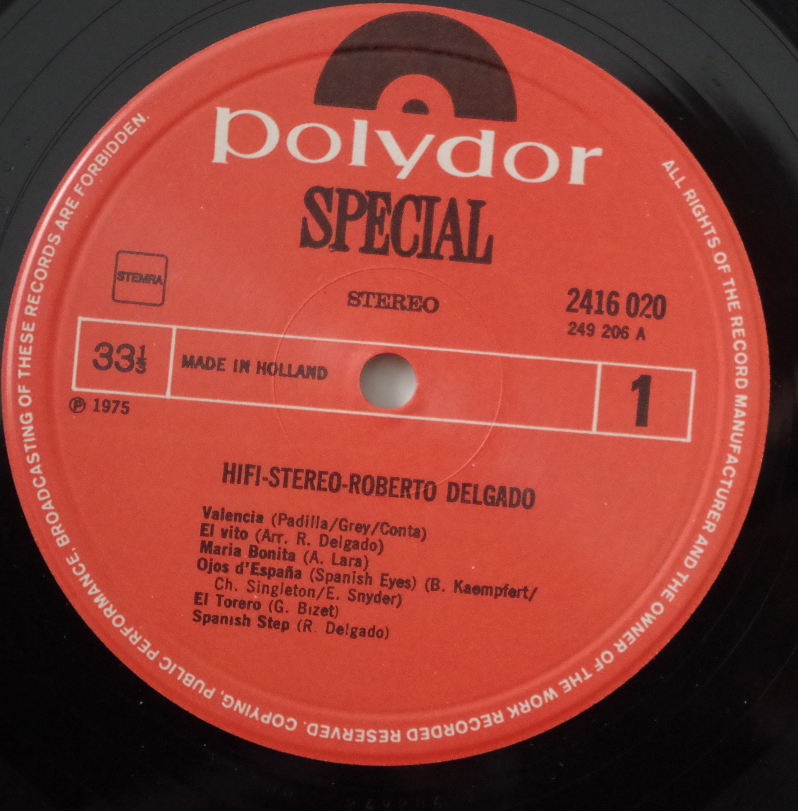 polydor
SPECIAL
STEMRA
STEREO
2416 020
249 206 A
33⅓
MADE IN HOLLAND
1
℗ 1975
HIFI-STEREO-ROBERTO DELGADO
Valencia (Padilla/Grey/Conta)
El vito (Arr. R. Delgado)
Maria Bonita (A. Lara)
Ojos d'España (Spanish Eyes) (B. Kaempfert/
Ch. Singleton/E. Snyder)
El Torero (G. Bizet)
Spanish Step (R. Delgado)
ALL RIGHTS OF THE RECORD MANUFACTURER AND THE OWNER OF THE WORK RECORDED RESERVED. COPYING, PUBLIC PERFORMANCE, BROADCASTING OF THESE RECORDS ARE FORBIDDEN.